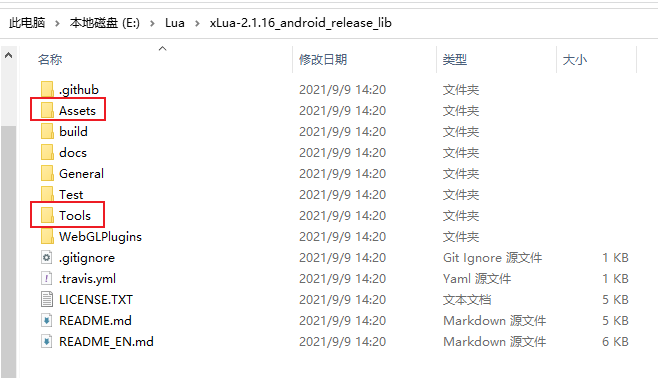 此电脑 > 本地磁盘 (E:) > Lua > xLua-2.1.16_android_release_lib
名称 修改日期 类型 大小
.github 2021/9/9 14:20 文件夹
Assets 2021/9/9 14:20 文件夹
build 2021/9/9 14:20 文件夹
docs 2021/9/9 14:20 文件夹
General 2021/9/9 14:20 文件夹
Test 2021/9/9 14:20 文件夹
Tools 2021/9/9 14:20 文件夹
WebGLPlugins 2021/9/9 14:20 文件夹
.gitignore 2021/9/9 14:20 Git Ignore 源文件 1 KB
.travis.yml 2021/9/9 14:20 Yaml 源文件 1 KB
LICENSE.TXT 2021/9/9 14:20 文本文档 5 KB
README.md 2021/9/9 14:20 Markdown 源文件 5 KB
README_EN.md 2021/9/9 14:20 Markdown 源文件 6 KB